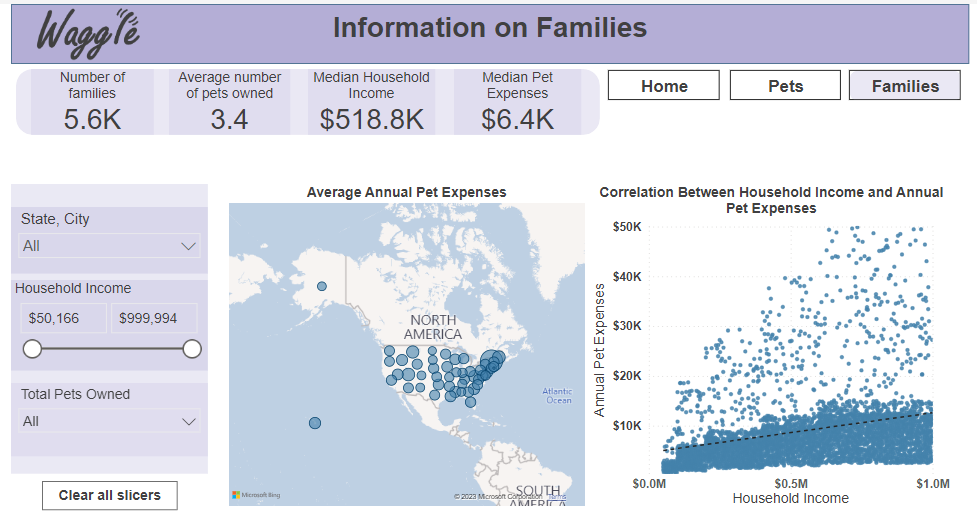 Waggle
Information on Families
Number of
families
5.6K
Average number
of pets owned
3.4
Median Household
Income
$518.8K
Median Pet
Expenses
$6.4K
Home
Pets
Families
State, City
All
Household Income
$50,166
$999,994
Total Pets Owned
All
Clear all slicers
Average Annual Pet Expenses
NORTH
AMERICA
Atlantic
Ocean
SOUTH
AMERICA
Microsoft Bing
© 2023 Microsoft Corporation Terms
Correlation Between Household Income and Annual
Pet Expenses
Annual Pet Expenses
$50K
$40K
$30K
$20K
$10K
$0.0M
$0.5M
$1.0M
Household Income